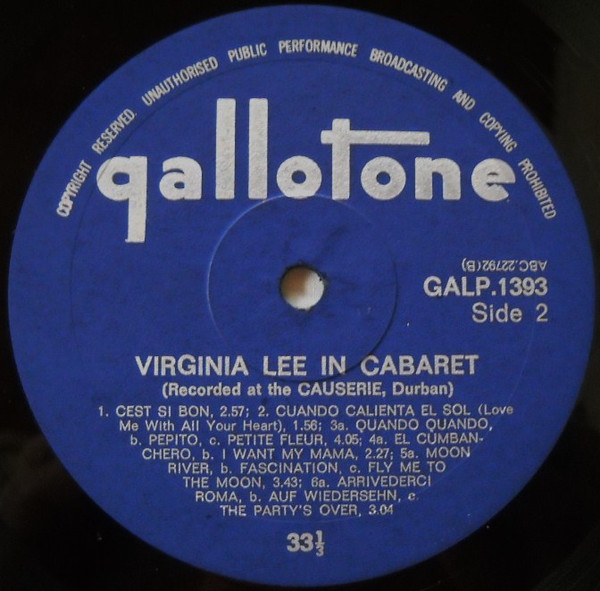 COPYRIGHT RESERVED. UNAUTHORISED PUBLIC PERFORMANCE BROADCASTING AND COPYING PROHIBITED
gallotone
ABC.22792(B)
GALP.1393
Side 2
VIRGINIA LEE IN CABARET
(Recorded at the CAUSERIE, Durban)
1. CEST SI BON, 2.57; 2. CUANDO CALIENTA EL SOL (Love
Me With All Your Heart), 1.56; 3a. QUANDO QUANDO,
b. PEPITO, c. PETITE FLEUR, 4.05; 4a. EL CUMBAN-
CHERO, b. I WANT MY MAMA, 2.27; 5a. MOON
RIVER, b. FASCINATION, c. FLY ME TO
THE MOON, 3.43; 6a. ARRIVEDERCI
ROMA, b. AUF WIEDERSEHN, c.
THE PARTY'S OVER, 3.04
33⅓